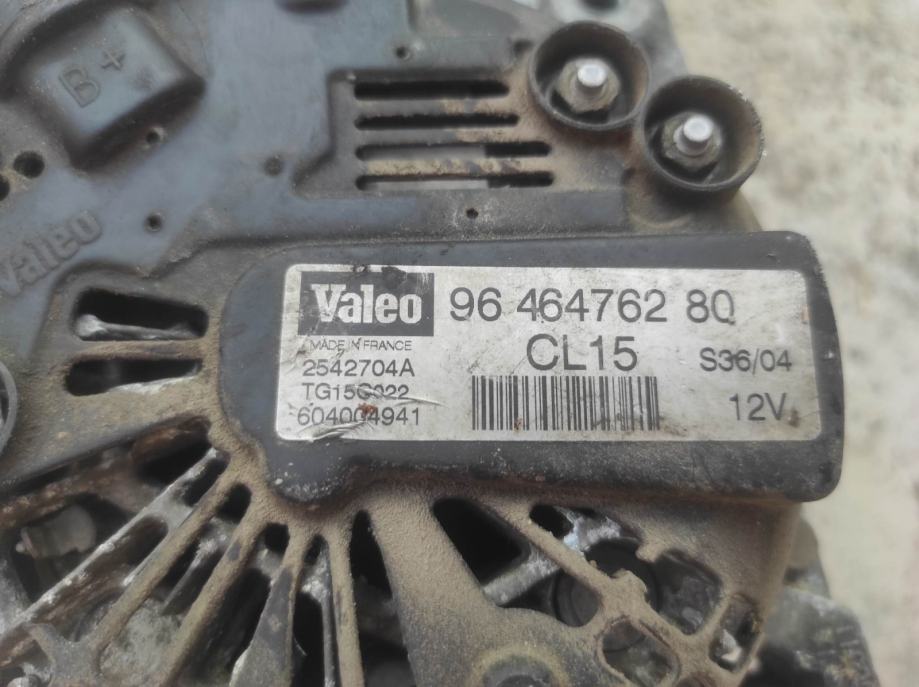 B+
Valeo
Valeo 96 464762 80
MADE IN FRANCE CL15 S36/04
2542704A
TG15C022
604004941 12V